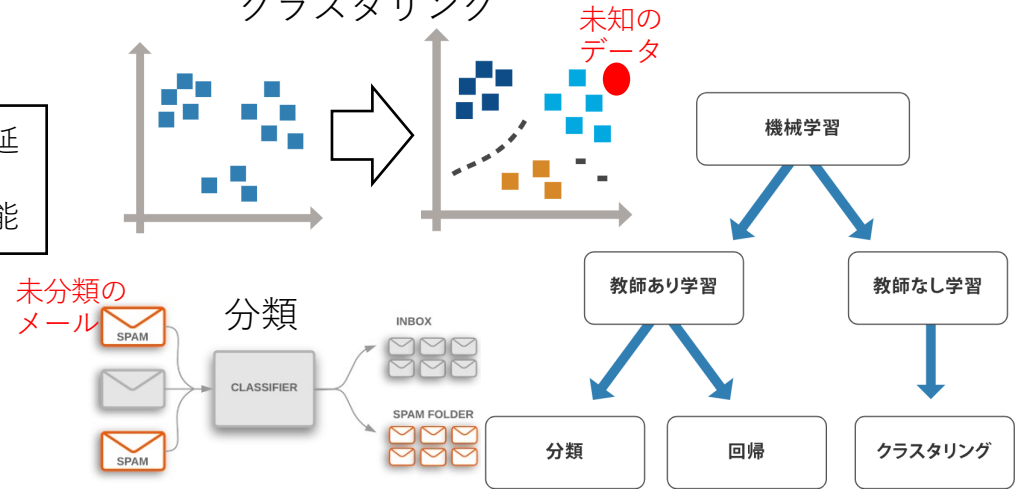 クラスタリング
未知の
データ
延
能
機械学習
教師あり学習
教師なし学習
分類
回帰
クラスタリング
未分類の
メール
分類
SPAM
SPAM
CLASSIFIER
INBOX
SPAM FOLDER